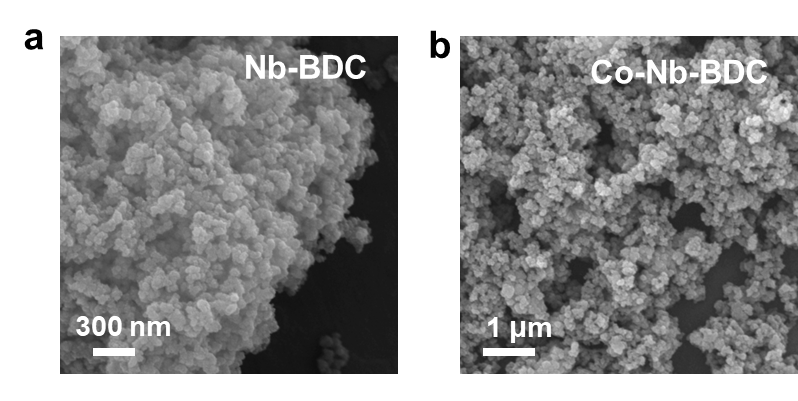 a
Nb-BDC
300 nm
b
Co-Nb-BDC
1 μm